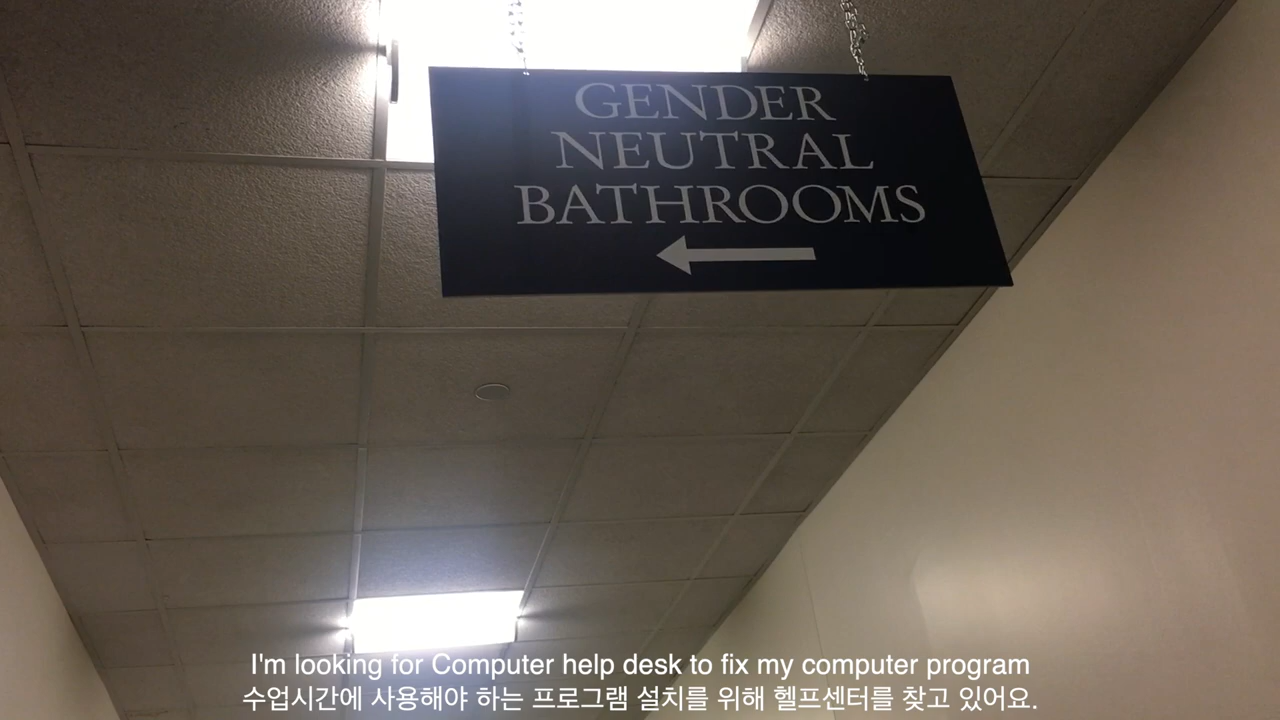 GENDER
NEUTRAL
BATHROOMS
I'm looking for Computer help desk to fix my computer program
수업시간에 사용해야 하는 프로그램 설치를 위해 헬프센터를 찾고 있어요.